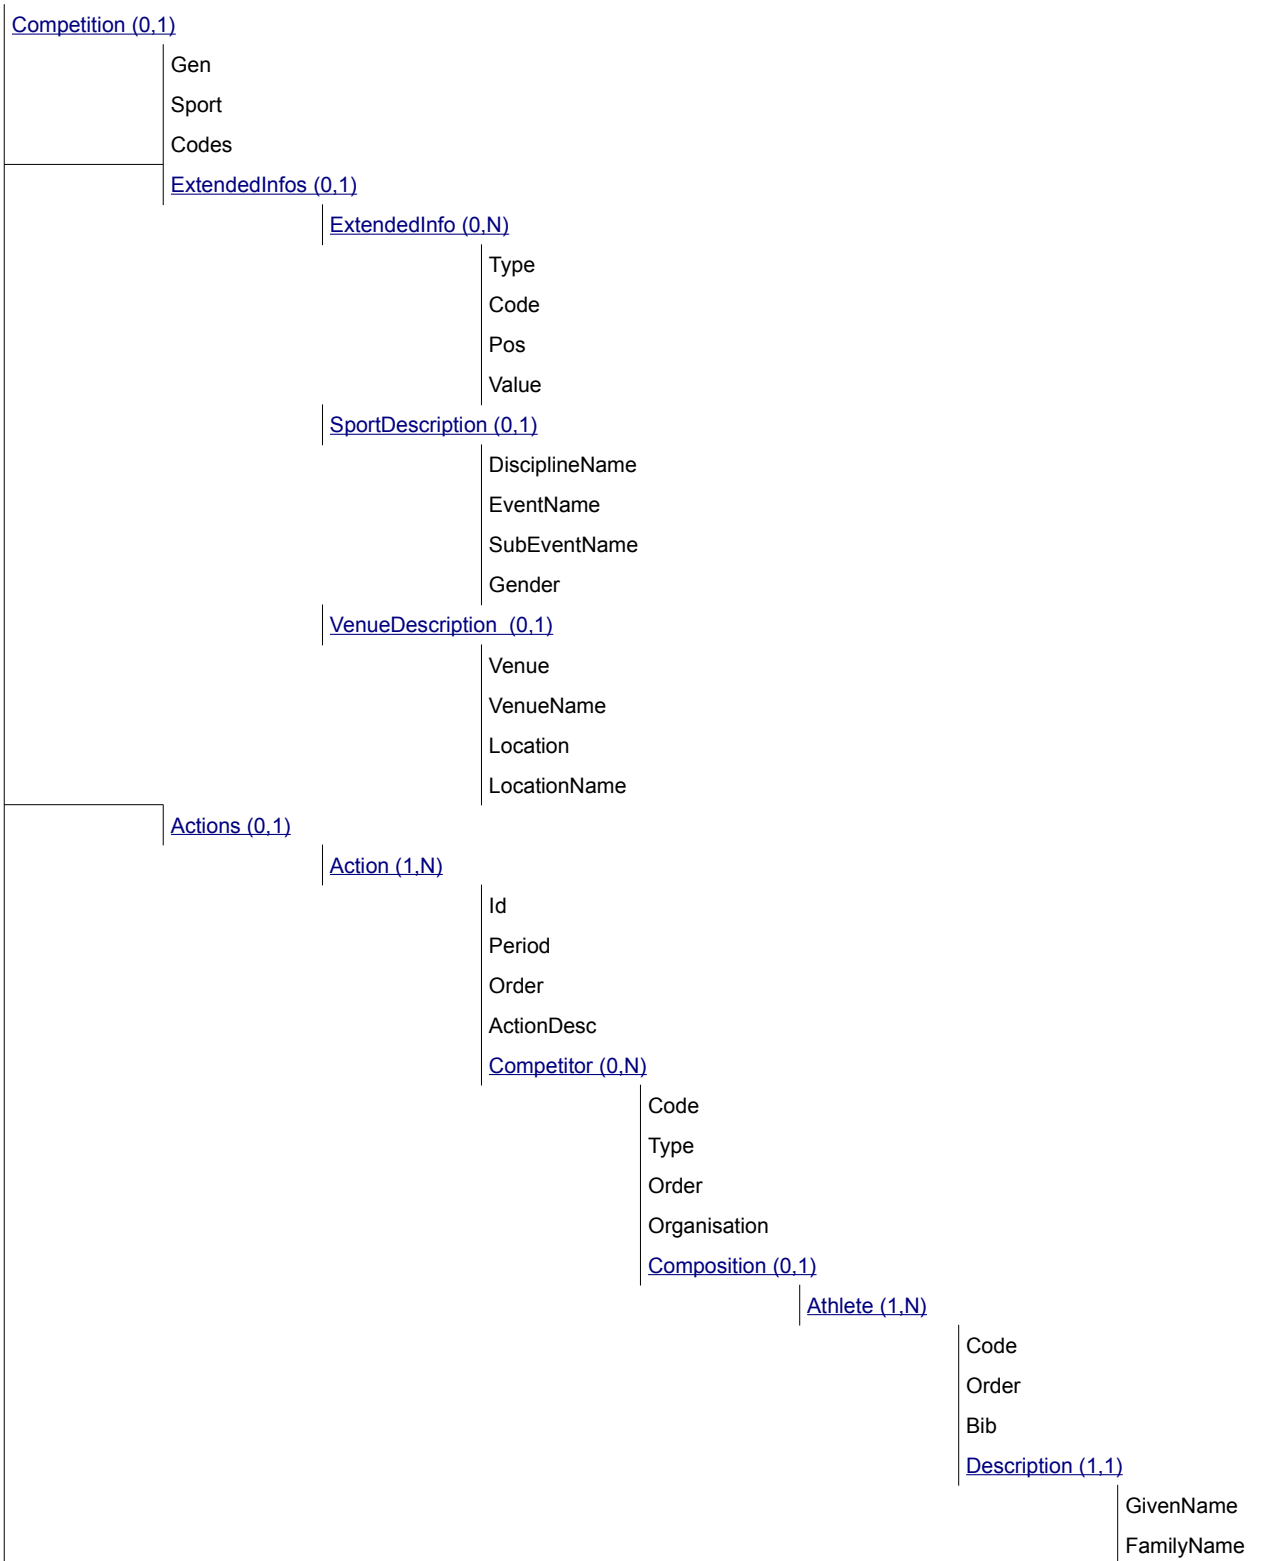 Competition (0,1)
Gen
Sport
Codes
ExtendedInfos (0,1)
ExtendedInfo (0,N)
Type
Code
Pos
Value
SportDescription (0,1)
DisciplineName
EventName
SubEventName
Gender
VenueDescription  (0,1)
Venue
VenueName
Location
LocationName
Actions (0,1)
Action (1,N)
Id
Period
Order
ActionDesc
Competitor (0,N)
Code
Type
Order
Organisation
Composition (0,1)
Athlete (1,N)
Code
Order
Bib
Description (1,1)
GivenName
FamilyName